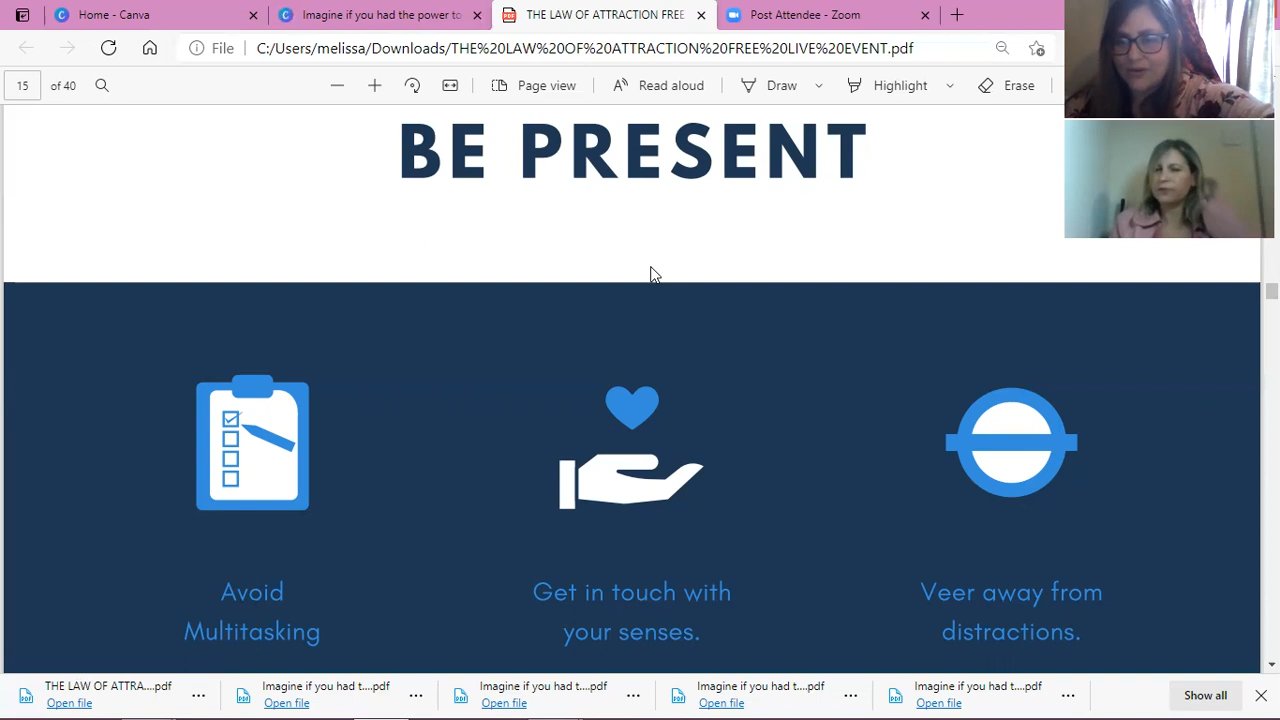 Home - Canva
Imagine if you had the power to
THE LAW OF ATTRACTION FREE
Post Attendee - Zoom
File
C:/Users/melissa/Downloads/THE%20LAW%20OF%20ATTRACTION%20FREE%20LIVE%20EVENT.pdf
15 of 40
Page view
Read aloud
Draw
Highlight
Erase
BE PRESENT
Avoid
Multitasking
Get in touch with
your senses.
Veer away from
distractions.
THE LAW OF ATTRA....pdf
Open file
Imagine if you had t....pdf
Open file
Imagine if you had t....pdf
Open file
Imagine if you had t....pdf
Open file
Imagine if you had t....pdf
Open file
Show all